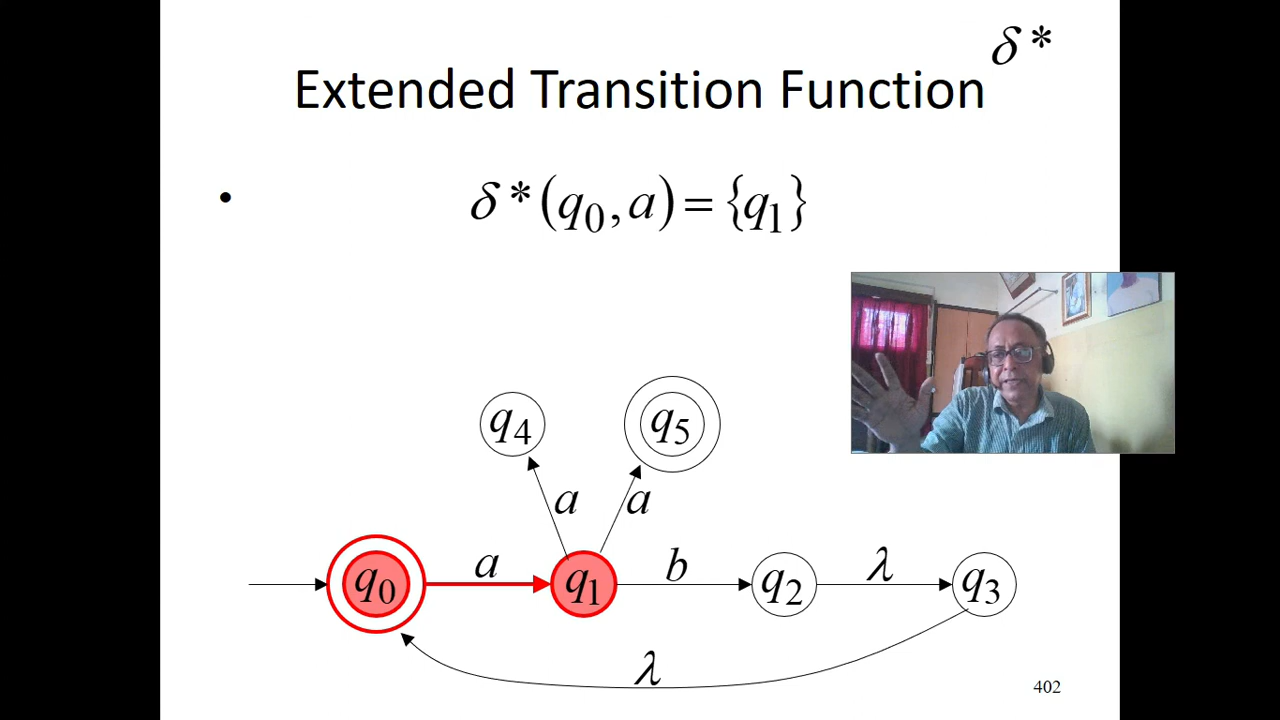 δ*
Extended Transition Function
• δ*(q₀,a)={q₁}
q₄ q₅
a a
q₀ a q₁ b q₂ λ q₃
λ
402